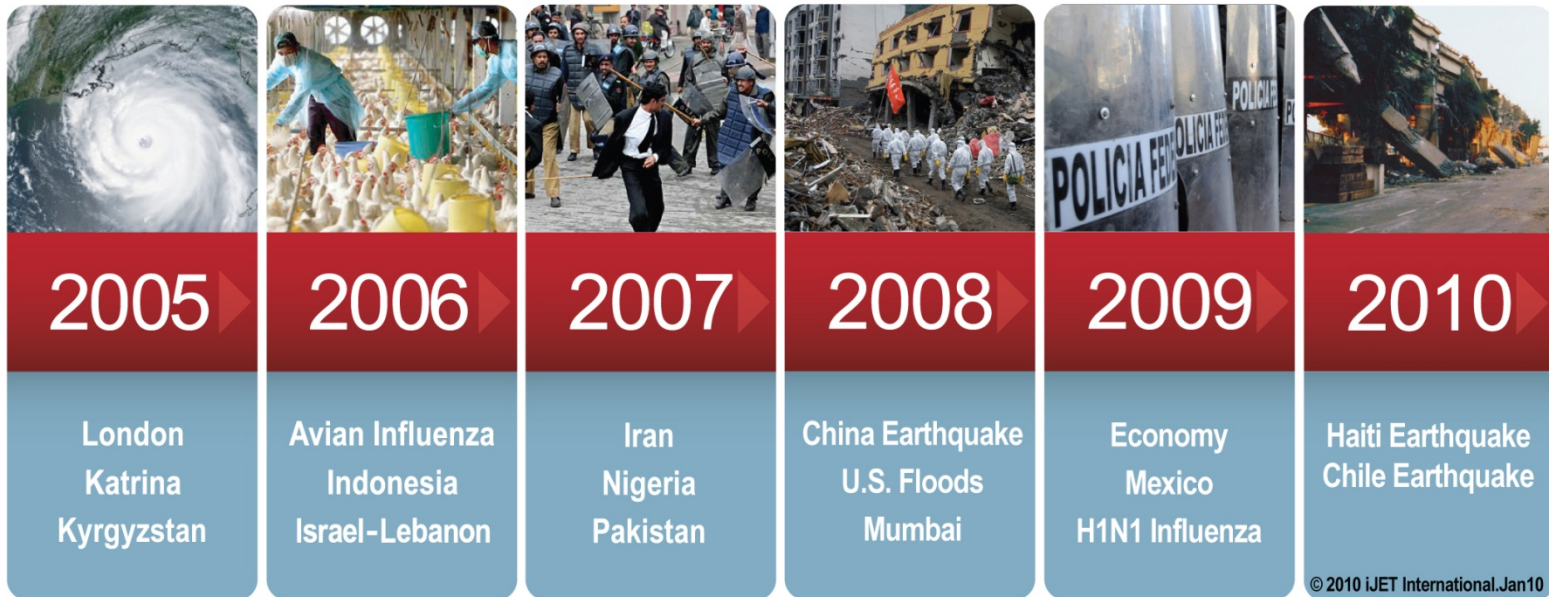 POLICIA FEDE
POLICIA FE
POLICIA FE
PO
2005
London
Katrina
Kyrgyzstan
2006
Avian Influenza
Indonesia
Israel-Lebanon
2007
Iran
Nigeria
Pakistan
2008
China Earthquake
U.S. Floods
Mumbai
2009
Economy
Mexico
H1N1 Influenza
2010
Haiti Earthquake
Chile Earthquake
© 2010 iJET International.Jan10